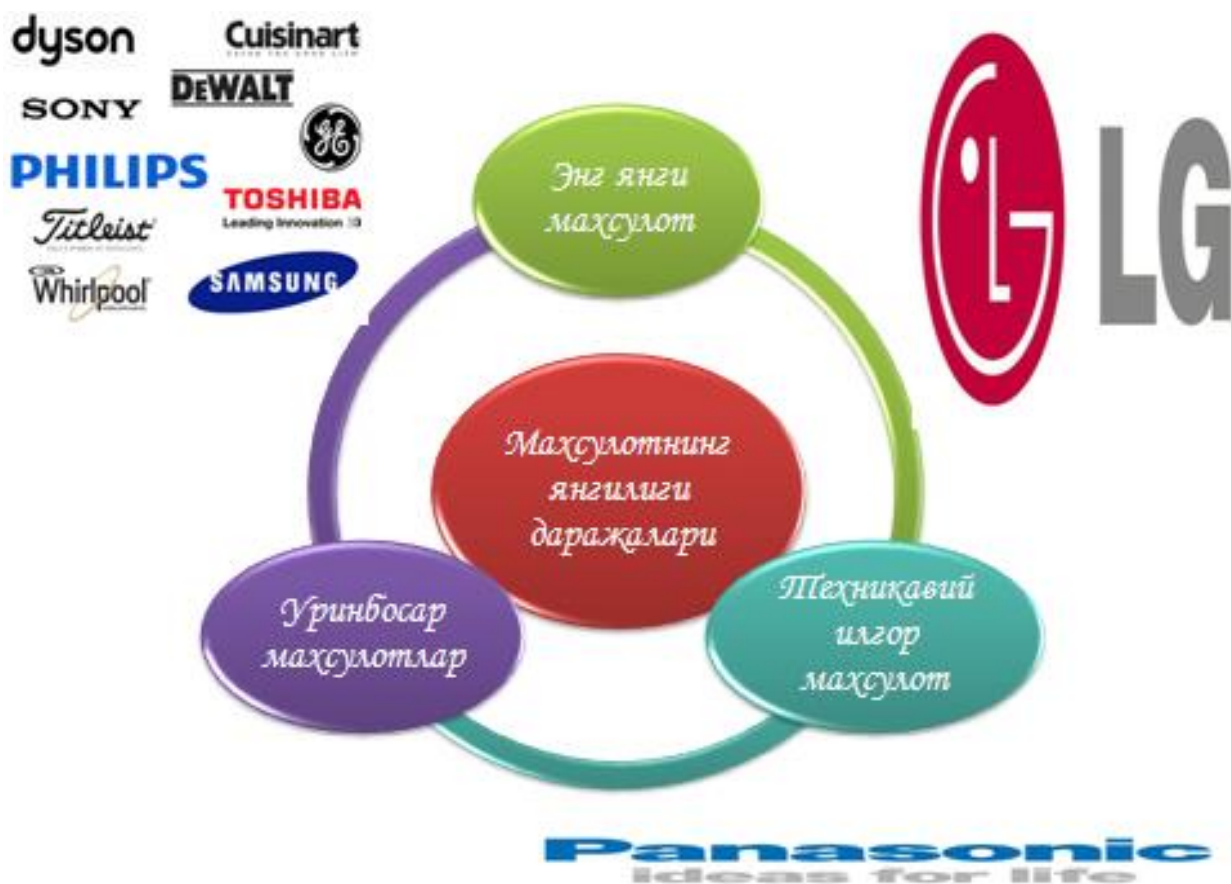 dyson
Cuisinart
SONY
DEWALT
GE
PHILIPS
TOSHIBA
Leading Innovation
Titleist
Whirlpool
SAMSUNG
LG
Энг янги
махсулот
Махсулотнинг
янгилиги
даражалари
Уринбосар
махсулотлар
Техникавий
илгор
махсулот
Panasonic
ideas for life